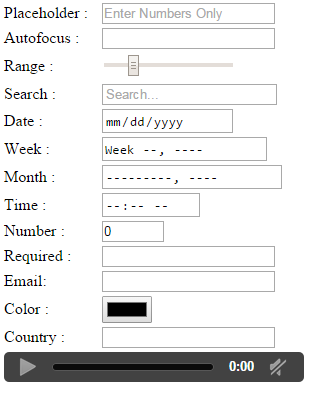 Placeholder : Enter Numbers Only
Autofocus :
Range :
Search : Search...
Date : mm/dd/yyyy
Week : Week --, ----
Month : ---------, ----
Time : --:-- --
Number : 0
Required :
Email:
Color :
Country :
0:00